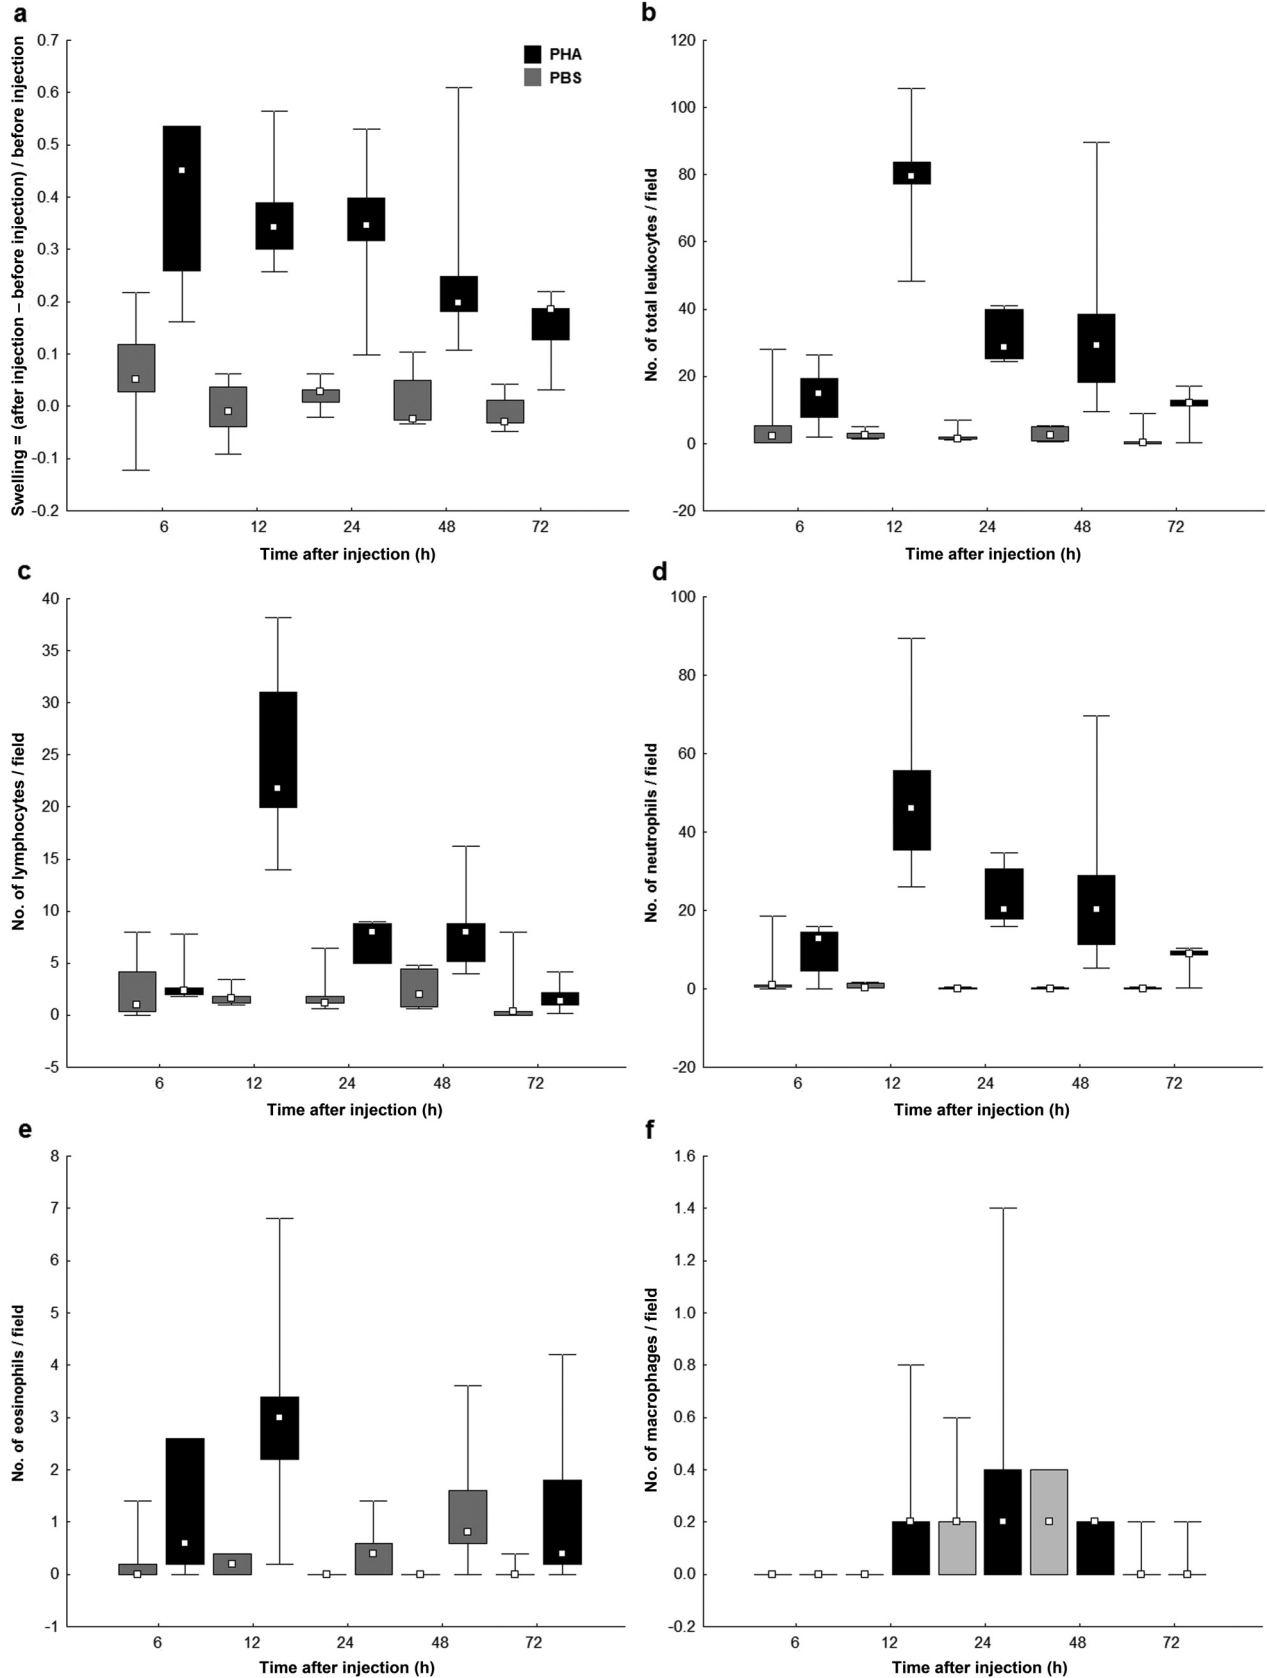 a
Swelling = (after injection – before injection) / before injection
0.7
0.6
0.5
0.4
0.3
0.2
0.1
0.0
-0.1
-0.2
PHA
PBS
6 12 24 48 72
Time after injection (h)
b
No. of total leukocytes / field
120
100
80
60
40
20
0
-20
6 12 24 48 72
Time after injection (h)
c
No. of lymphocytes / field
40
35
30
25
20
15
10
5
0
-5
6 12 24 48 72
Time after injection (h)
d
No. of neutrophils / field
100
80
60
40
20
0
-20
6 12 24 48 72
Time after injection (h)
e
No. of eosinophils / field
8
7
6
5
4
3
2
1
0
-1
6 12 24 48 72
Time after injection (h)
f
No. of macrophages / field
1.6
1.4
1.2
1.0
0.8
0.6
0.4
0.2
0.0
-0.2
6 12 24 48 72
Time after injection (h)